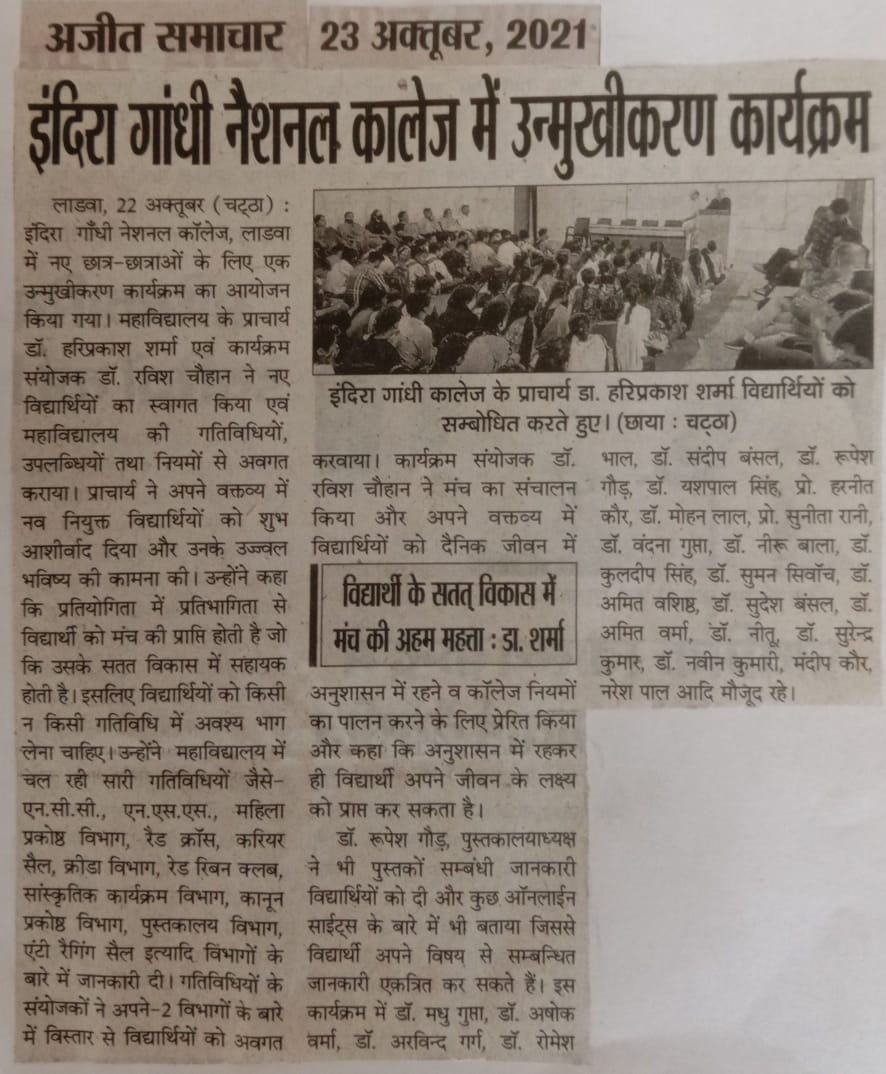 अजीत समाचार 23 अक्तूबर, 2021
इंदिरा गांधी नैशनल कालेज में उन्मुखीकरण कार्यक्रम
लाडवा, 22 अक्तूबर (चट्ठा) :
इंदिरा गाँधी नेशनल कॉलेज, लाडवा
में नए छात्र-छात्राओं के लिए एक
उन्मुखीकरण कार्यक्रम का आयोजन
किया गया। महाविद्यालय के प्राचार्य
डॉ. हरिप्रकाश शर्मा एवं कार्यक्रम
संयोजक डॉ. रविश चौहान ने नए
विद्यार्थियों का स्वागत किया एवं
महाविद्यालय की गतिविधियों,
उपलब्धियों तथा नियमों से अवगत
कराया। प्राचार्य ने अपने वक्तव्य में
नव नियुक्त विद्यार्थियों को शुभ
आशीर्वाद दिया और उनके उज्ज्वल
भविष्य की कामना की। उन्होंने कहा
कि प्रतियोगिता में प्रतिभागिता से
विद्यार्थी को मंच की प्राप्ति होती है जो
कि उसके सतत विकास में सहायक
होती है। इसलिए विद्यार्थियों को किसी
न किसी गतिविधि में अवश्य भाग
लेना चाहिए। उन्होंने महाविद्यालय में
चल रही सारी गतिविधियों जैसे-
एन.सी.सी., एन.एस.एस., महिला
प्रकोष्ठ विभाग, रैड क्रॉस, करियर
सैल, क्रीडा विभाग, रेड रिबन क्लब,
सांस्कृतिक कार्यक्रम विभाग, कानून
प्रकोष्ठ विभाग, पुस्तकालय विभाग,
एंटी रैगिंग सैल इत्यादि विभागों के
बारे में जानकारी दी। गतिविधियों के
संयोजकों ने अपने-2 विभागों के बारे
में विस्तार से विद्यार्थियों को अवगत
इंदिरा गांधी कालेज के प्राचार्य डा. हरिप्रकाश शर्मा विद्यार्थियों को
सम्बोधित करते हुए। (छाया : चट्ठा)
करवाया। कार्यक्रम संयोजक डॉ.
रविश चौहान ने मंच का संचालन
किया और अपने वक्तव्य में
विद्यार्थियों को दैनिक जीवन में
विद्यार्थी के सतत् विकास में
मंच की अहम महत्ता : डा. शर्मा
अनुशासन में रहने व कॉलेज नियमों
का पालन करने के लिए प्रेरित किया
और कहा कि अनुशासन में रहकर
ही विद्यार्थी अपने जीवन के लक्ष्य
को प्राप्त कर सकता है।
डॉ. रूपेश गौड़, पुस्तकालयाध्यक्ष
ने भी पुस्तकों सम्बंधी जानकारी
विद्यार्थियों को दी और कुछ ऑनलाईन
साईट्स के बारे में भी बताया जिससे
विद्यार्थी अपने विषय से सम्बन्धित
जानकारी एक्रत्रित कर सकते हैं। इस
कार्यक्रम में डॉ. मधु गुप्ता, डॉ. अषोक
वर्मा, डॉ. अरविन्द गर्ग, डॉ. रोमेश
भाल, डॉ. संदीप बंसल, डॉ. रूपेश
गौड़, डॉ. यशपाल सिंह, प्रो. हरनीत
कौर, डॉ. मोहन लाल, प्रो. सुनीता रानी,
डॉ. वंदना गुप्ता, डॉ. नीरू बाला, डॉ.
कुलदीप सिंह, डॉ. सुमन सिवॉच, डॉ.
अमित वशिष्ठ, डॉ. सुदेश बंसल, डॉ.
अमित वर्मा, डॉ. नीतू, डॉ. सुरेन्द्र
कुमार, डॉ. नवीन कुमारी, मंदीप कौर,
नरेश पाल आदि मौजूद रहे।